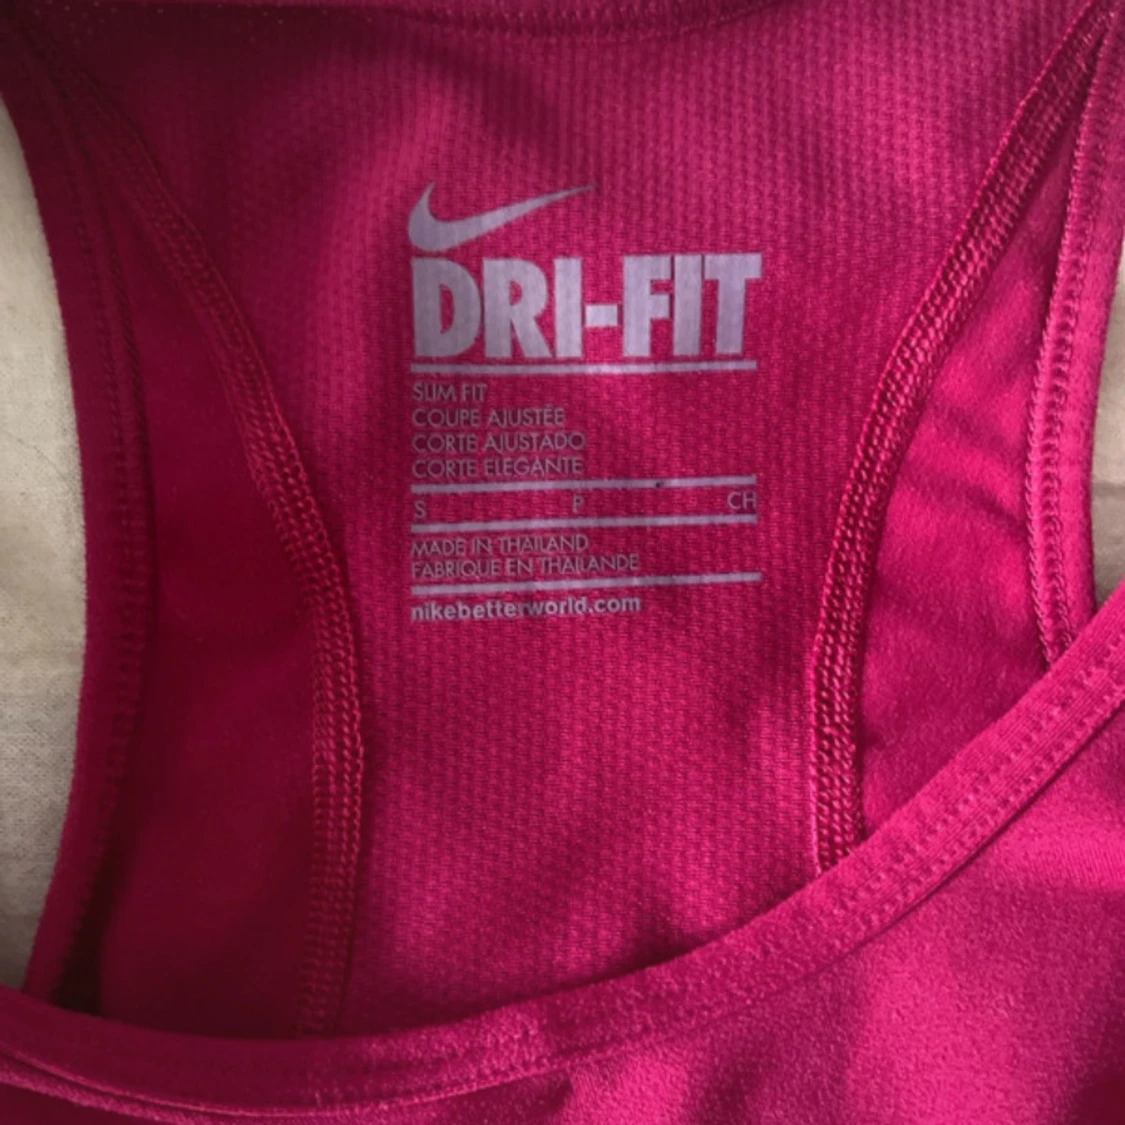 DRI-FIT
SLIM FIT
COUPE AJUSTÉE
CORTE AJUSTADO
CORTE ELEGANTE
S P CH
MADE IN THAILAND
FABRIQUE EN THAILANDE
nikebetterworld.com